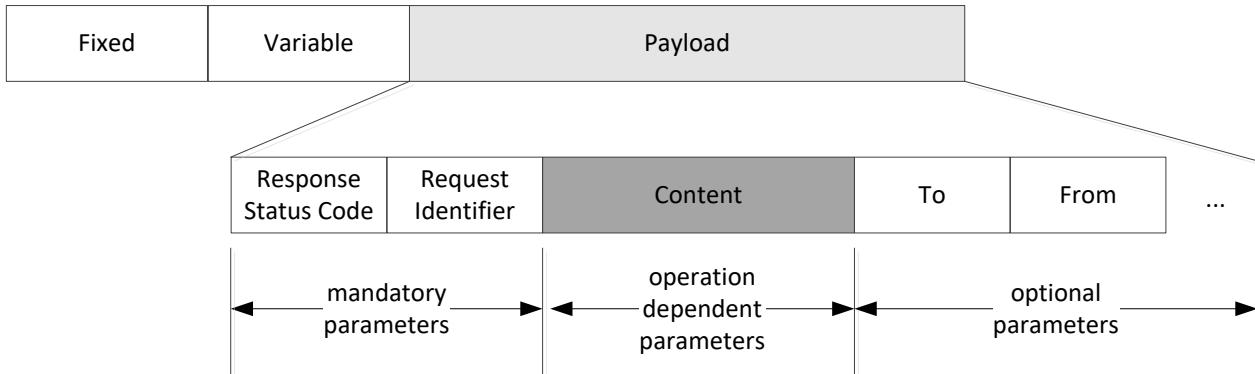 Fixed
Variable
Payload
Response
Status Code
Request
Identifier
Content
To
From
...
mandatory
parameters
operation
dependent
parameters
optional
parameters